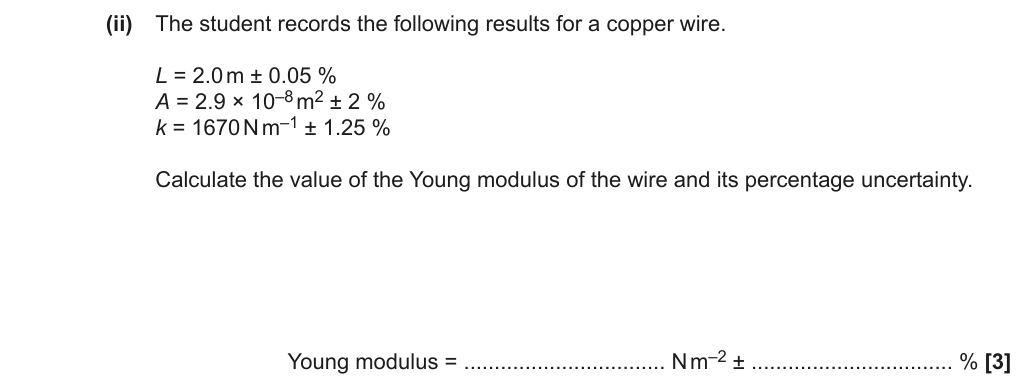 (ii) The student records the following results for a copper wire.
L = 2.0 m ± 0.05 %
A = 2.9 × 10⁻⁸ m² ± 2 %
k = 1670 N m⁻¹ ± 1.25 %
Calculate the value of the Young modulus of the wire and its percentage uncertainty.
Young modulus = ................................. N m⁻² ± ................................. % [3]